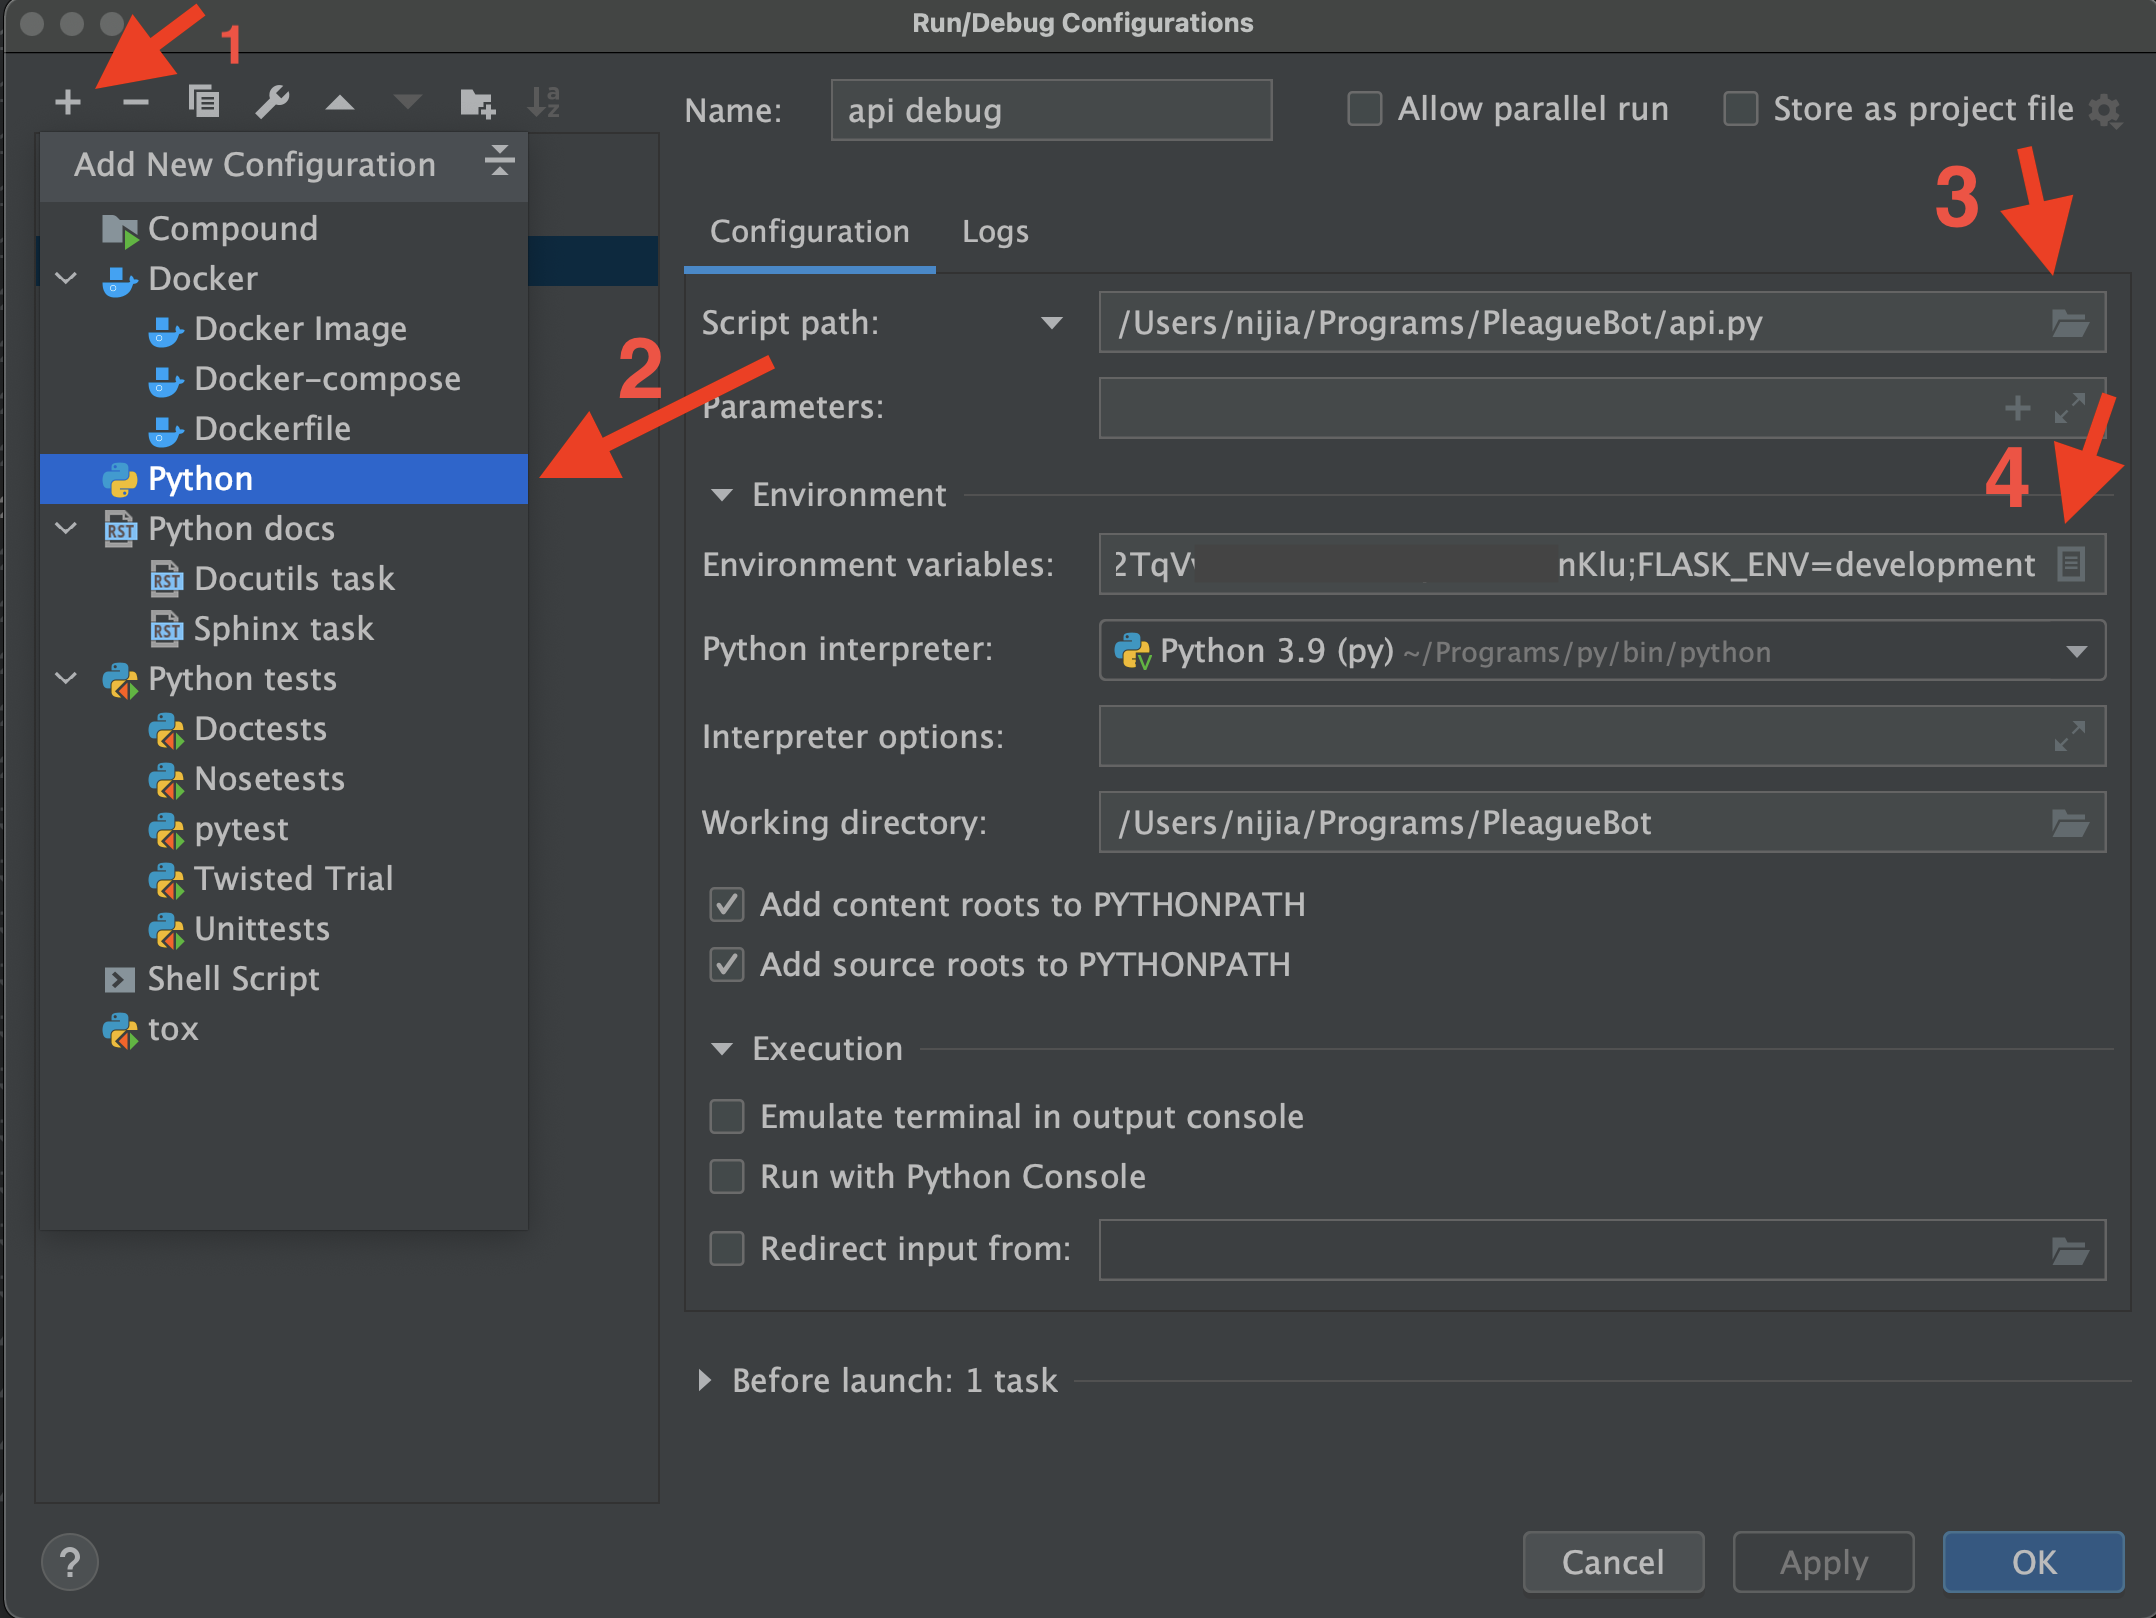 Run/Debug Configurations
1
Name: api debug
Allow parallel run
Store as project file
Add New Configuration
Compound
Docker
Docker Image
Docker-compose
Dockerfile
Python
Python docs
RST
Docutils task
RST
Sphinx task
RST
Python tests
Doctests
Nosetests
pytest
Twisted Trial
Unittests
Shell Script
tox
2
3
Configuration Logs
Script path: /Users/nijia/Programs/PleagueBot/api.py
Parameters:
4
Environment
Environment variables: nKlu;FLASK_ENV=development
Python interpreter: Python 3.9 (py) ~/Programs/py/bin/python
Interpreter options:
Working directory: /Users/nijia/Programs/PleagueBot
Add content roots to PYTHONPATH
Add source roots to PYTHONPATH
Execution
Emulate terminal in output console
Run with Python Console
Redirect input from:
Before launch: 1 task
?
Cancel
Apply
OK